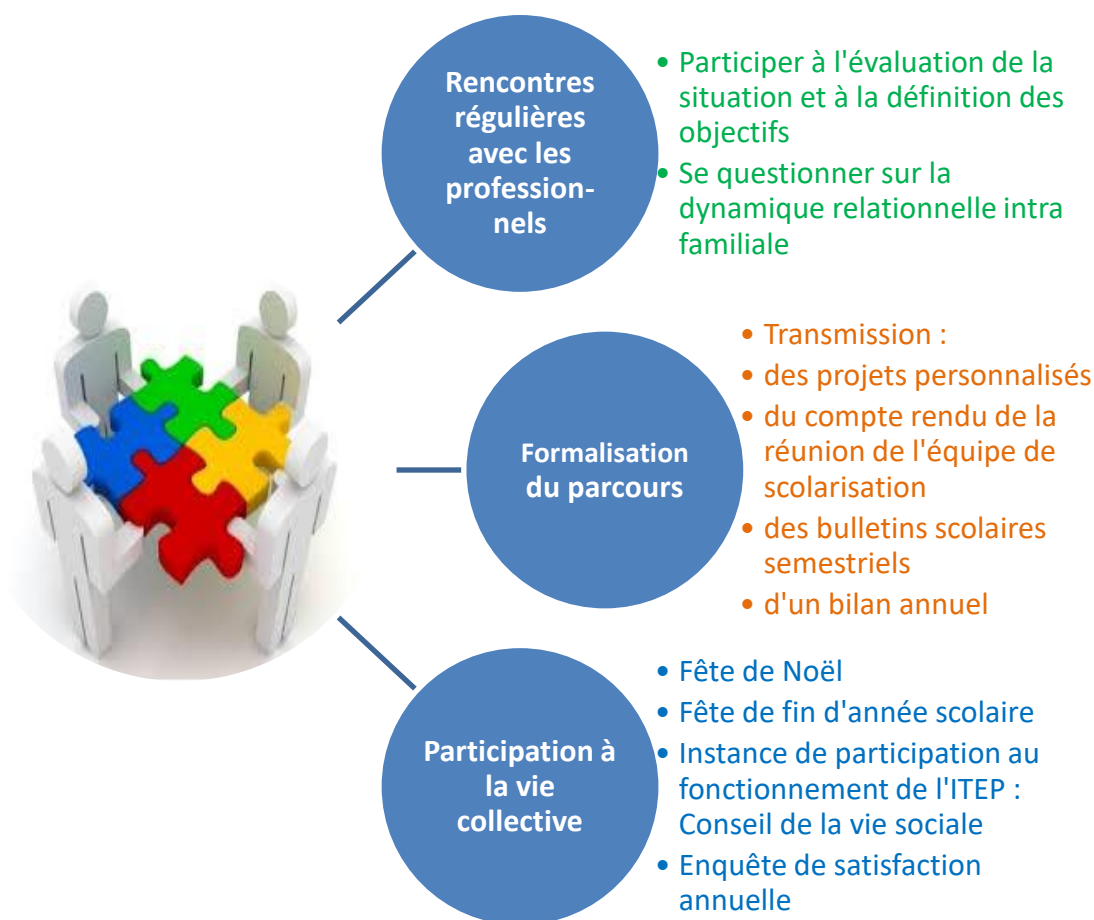 Rencontres
régulières
avec les
profession-
nels
• Participer à l'évaluation de la
situation et à la définition des
objectifs
• Se questionner sur la
dynamique relationnelle intra
familiale
Formalisation
du parcours
• Transmission :
• des projets personnalisés
• du compte rendu de la
réunion de l'équipe de
scolarisation
• des bulletins scolaires
semestriels
• d'un bilan annuel
Participation à
la vie
collective
• Fête de Noël
• Fête de fin d'année scolaire
• Instance de participation au
fonctionnement de l'ITEP :
Conseil de la vie sociale
• Enquête de satisfaction
annuelle